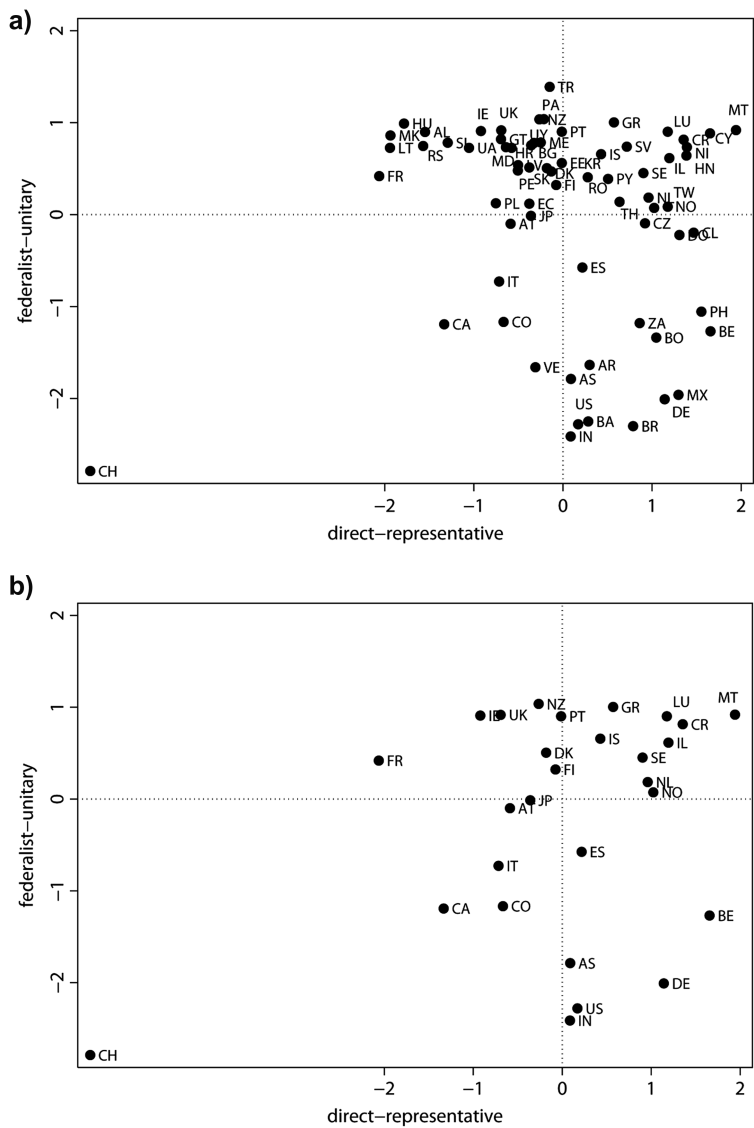 a)
2
1
0
−1
−2
federalist−unitary
TR
PA
NZ
IE
UK
HU
MK
AL
LT
RS
SI
UA
GT
UY
ME
PT
HR
BG
MD
LV
EE
KR
DK
SK
PE
FI
FR
RO
PY
GR
IS
SV
LU
CR
CY
MT
NI
IL
HN
SE
TW
NL
NO
TH
CZ
DO
CL
PL
EC
JP
AT
IT
ES
CA
CO
PH
ZA
BE
BO
VE
AR
AS
MX
DE
US
BA
BR
IN
CH
−2
−1
0
1
2
direct−representative
b)
2
1
0
−1
−2
federalist−unitary
NZ
IE
UK
PT
GR
LU
MT
CR
IS
IL
DK
SE
FR
FI
NL
NO
JP
AT
ES
IT
CA
CO
BE
AS
DE
US
IN
CH
−2
−1
0
1
2
direct−representative